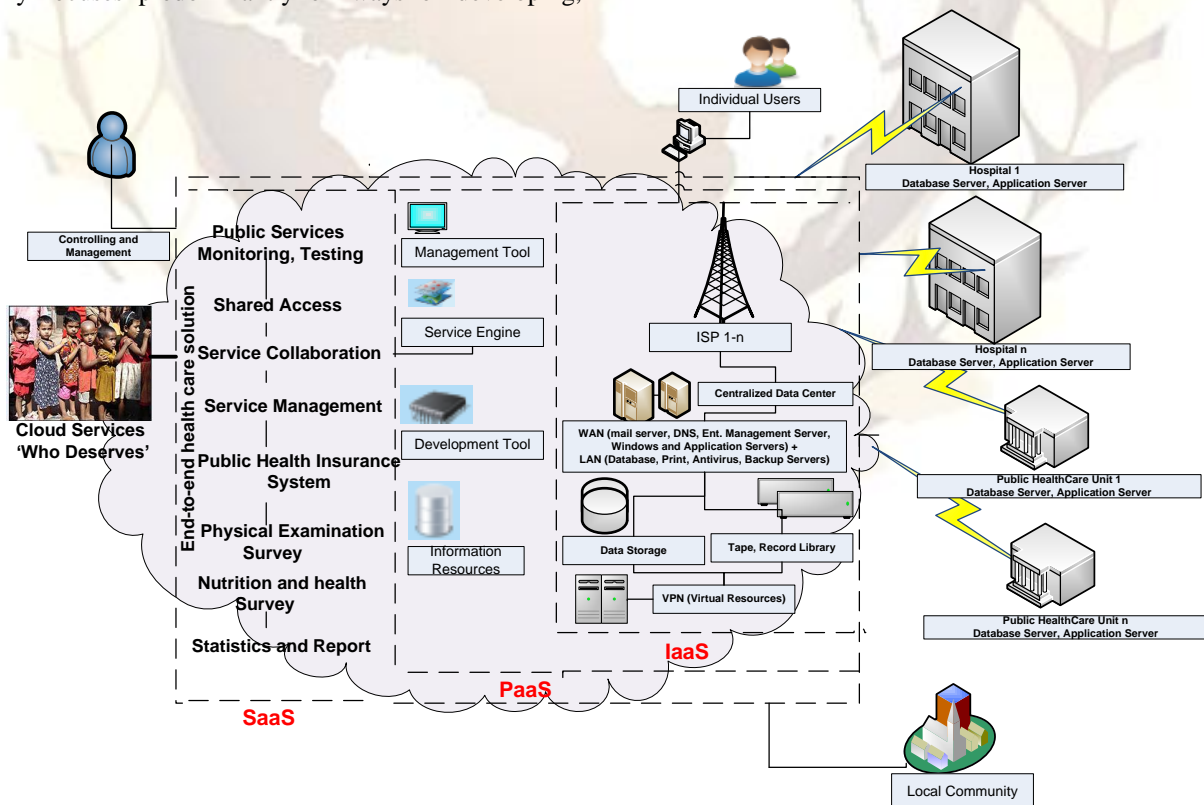 Individual Users
Hospital 1
Database Server, Application Server
Controlling and
Management
Public Services
Monitoring, Testing
Management Tool
Shared Access
Service Engine
ISP 1-n
Service Collaboration
Hospital n
Database Server, Application Server
End-to-end health care solution
Cloud Services
'Who Deserves'
Service Management
Centralized Data Center
Development Tool
WAN (mail server, DNS, Ent. Management Server,
Windows and Application Servers) +
LAN (Database, Print, Antivirus, Backup Servers)
Public Health Insurance
System
Public HealthCare Unit 1
Database Server, Application Server
Physical Examination
Survey
Information
Resources
Data Storage
Tape, Record Library
Nutrition and health
Survey
VPN (Virtual Resources)
Public HealthCare Unit n
Database Server, Application Server
Statistics and Report
IaaS
PaaS
SaaS
Local Community